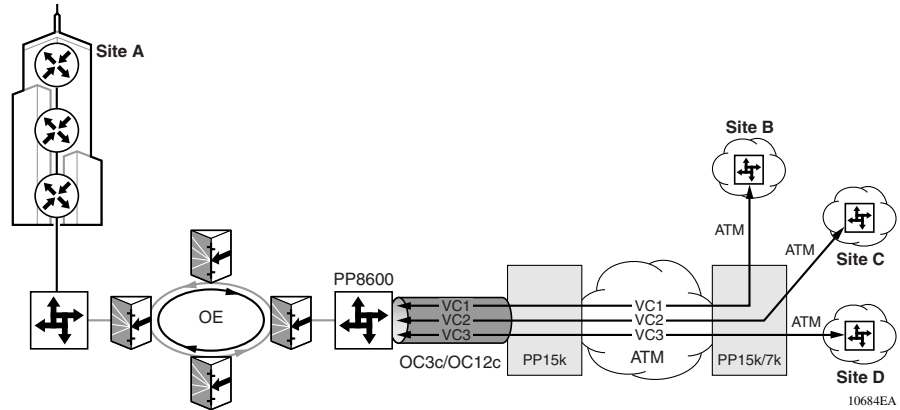 Site A
Site B
ATM
Site C
ATM
PP8600
OE
VC1
VC2
VC3
VC1
VC2
VC3
ATM
OC3c/OC12c
PP15k
ATM
PP15k/7k
Site D
10684EA